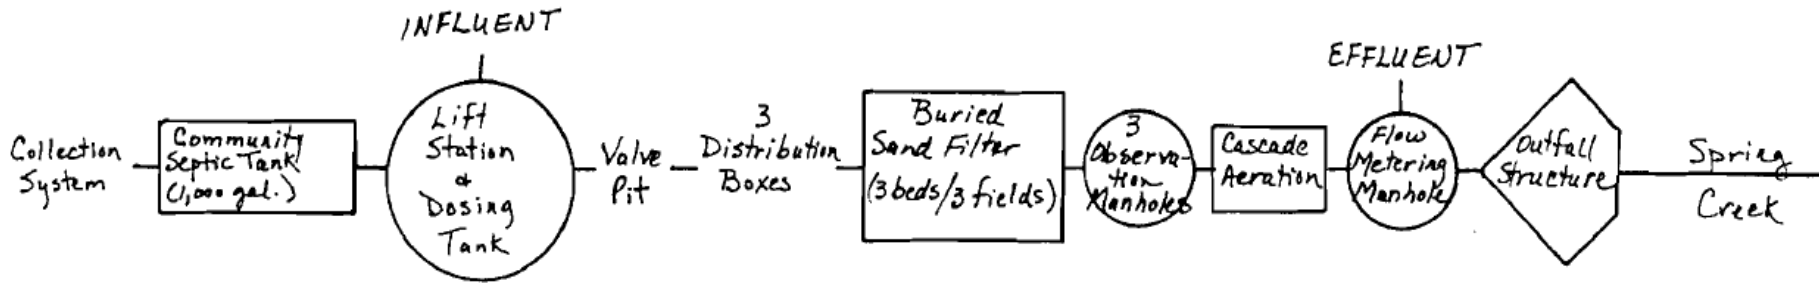 INFLUENT
EFFLUENT
Collection
System
Community
Septic Tank
(1,000 gal.)
Lift
Station
&
Dosing
Tank
Valve
Pit
3
Distribution
Boxes
Buried
Sand Filter
(3 beds/3 fields)
3
Observa-
tion
Manholes
Cascade
Aeration
Flow
Metering
Manhole
Outfall
Structure
Spring
Creek